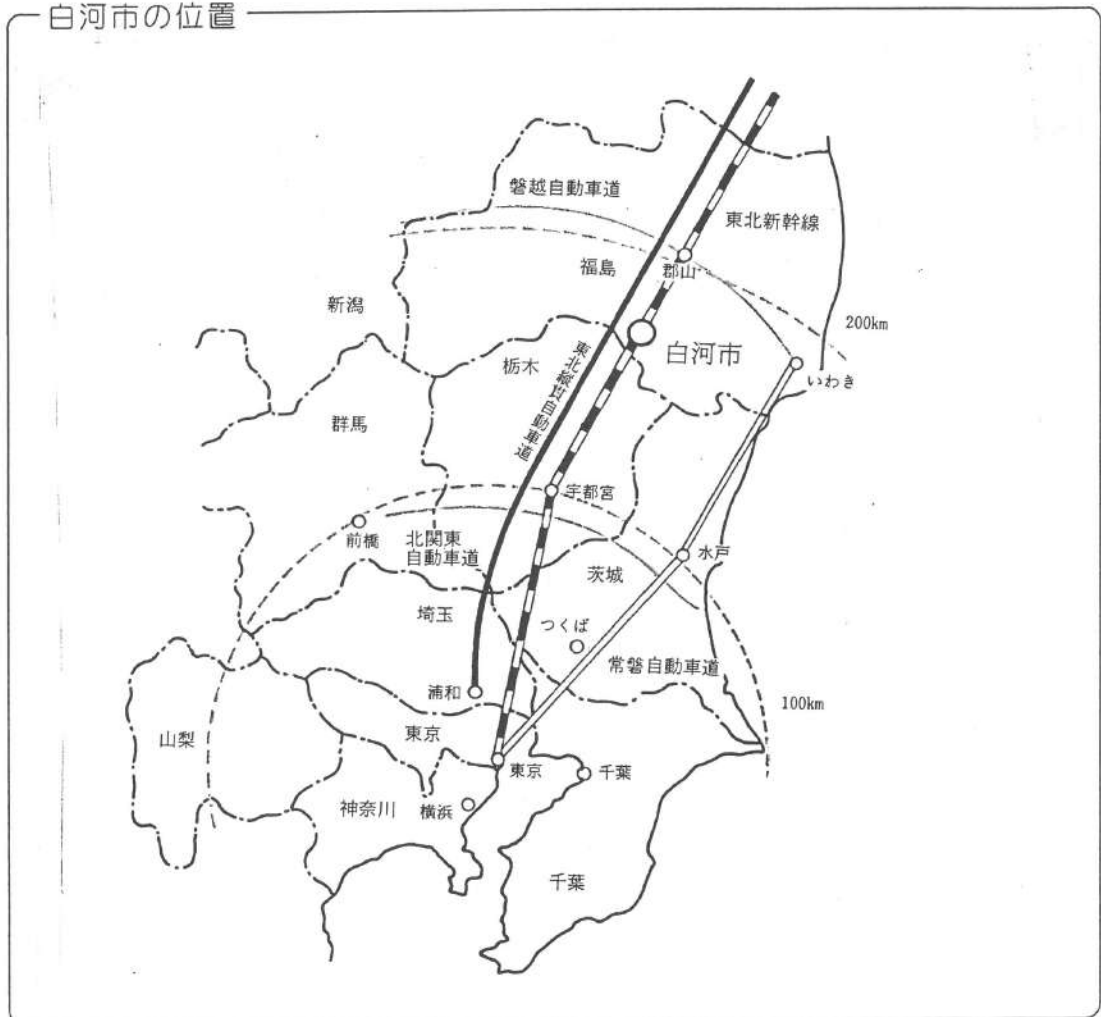 白河市の位置
磐越自動車道
東北新幹線
福島
郡山
新潟
200km
白河市
栃木
いわき
東北縦貫自動車道
群馬
宇都宮
前橋
北関東
自動車道
水戸
茨城
埼玉
つくば
常磐自動車道
浦和
100km
東京
山梨
東京
千葉
神奈川
横浜
千葉